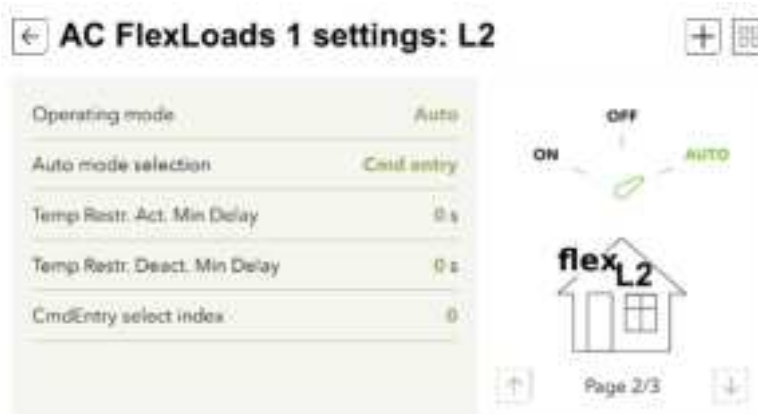 AC FlexLoads 1 settings: L2
Operating mode Auto
Auto mode selection Cmd entry
Temp Restr. Act. Min Delay 0 s
Temp Restr. Deact. Min Delay 0 s
CmdEntry select index 0
OFF
ON
AUTO
flex L2
Page 2/3